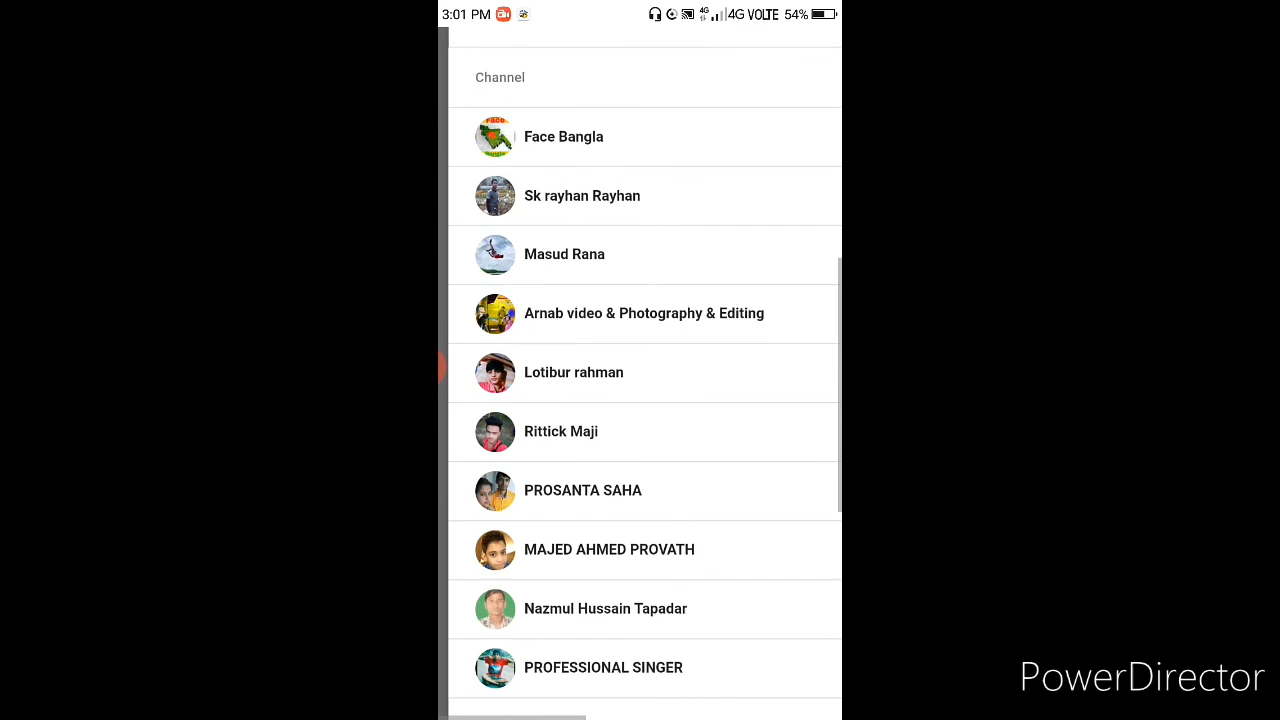 3:01 PM 4G 4G VOLTE 54%
Channel
Face Bangla
Sk rayhan Rayhan
Masud Rana
Arnab video & Photography & Editing
Lotibur rahman
Rittick Maji
PROSANTA SAHA
MAJED AHMED PROVATH
Nazmul Hussain Tapadar
PROFESSIONAL SINGER
PowerDirector